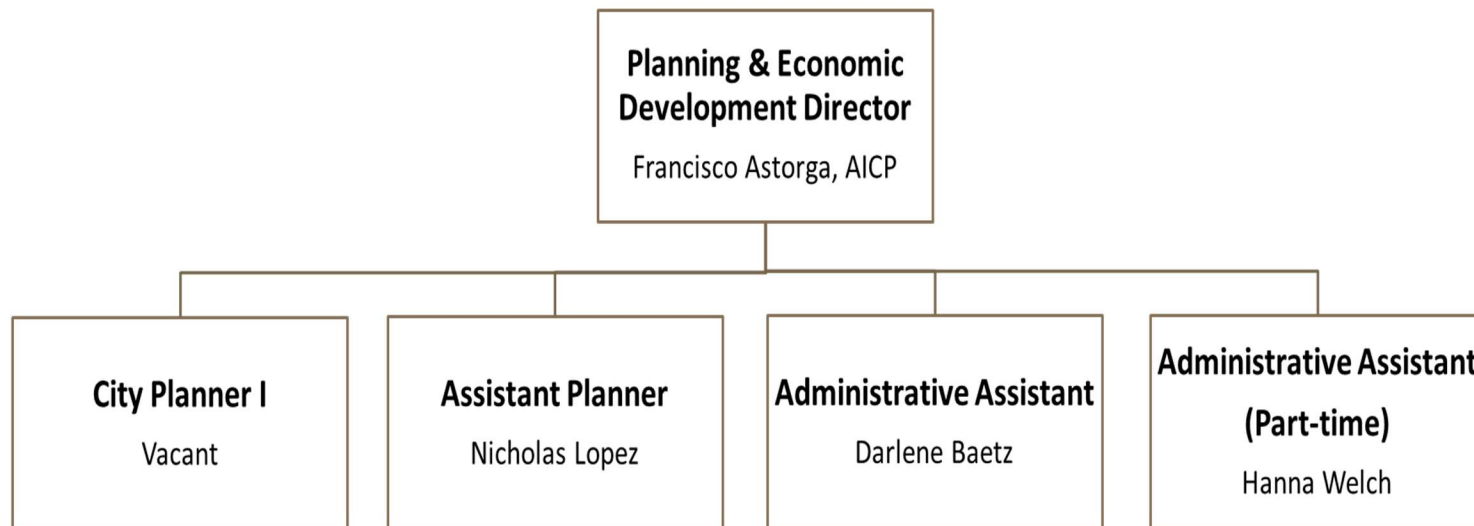 Planning & Economic
Development Director
Francisco Astorga, AICP
City Planner I
Vacant
Assistant Planner
Nicholas Lopez
Administrative Assistant
Darlene Baetz
Administrative Assistant
(Part-time)
Hanna Welch